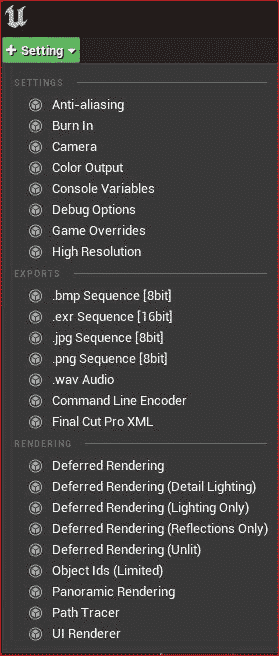 + Setting
SETTINGS
Anti-aliasing
Burn In
Camera
Color Output
Console Variables
Debug Options
Game Overrides
High Resolution
EXPORTS
.bmp Sequence [8bit]
.exr Sequence [16bit]
.jpg Sequence [8bit]
.png Sequence [8bit]
.wav Audio
Command Line Encoder
Final Cut Pro XML
RENDERING
Deferred Rendering
Deferred Rendering (Detail Lighting)
Deferred Rendering (Lighting Only)
Deferred Rendering (Reflections Only)
Deferred Rendering (Unlit)
Object Ids (Limited)
Panoramic Rendering
Path Tracer
UI Renderer